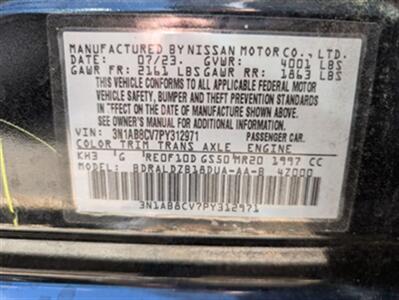 MANUFACTURED BY NISSAN MOTOR CO., LTD.
DATE: 07/23. GVWR: 4001 LBS
GAWR FR: 2161 LBS GAWR RR: 1863 LBS
THIS VEHICLE CONFORMS TO ALL APPLICABLE
FEDERAL MOTOR VEHICLE SAFETY, BUMPER AND THEFT PREVENTION
STANDARDS IN EFFECT ON THE DATE OF MANUFACTURE SHOWN ABOVE.
SEE OWNER'S MANUAL FOR ADDITIONAL INFORMATION.
VIN: 3N1AB8CV7PY312971 PASSENGER CAR.
COLOR TRIM TRANS AXLE ENGINE
KH3 G RE0F10D GS50 MR20 1997 CC
MODEL: BDRALDZB18DUA-AA-B 4Z000
3N1AB8CV7PY312971